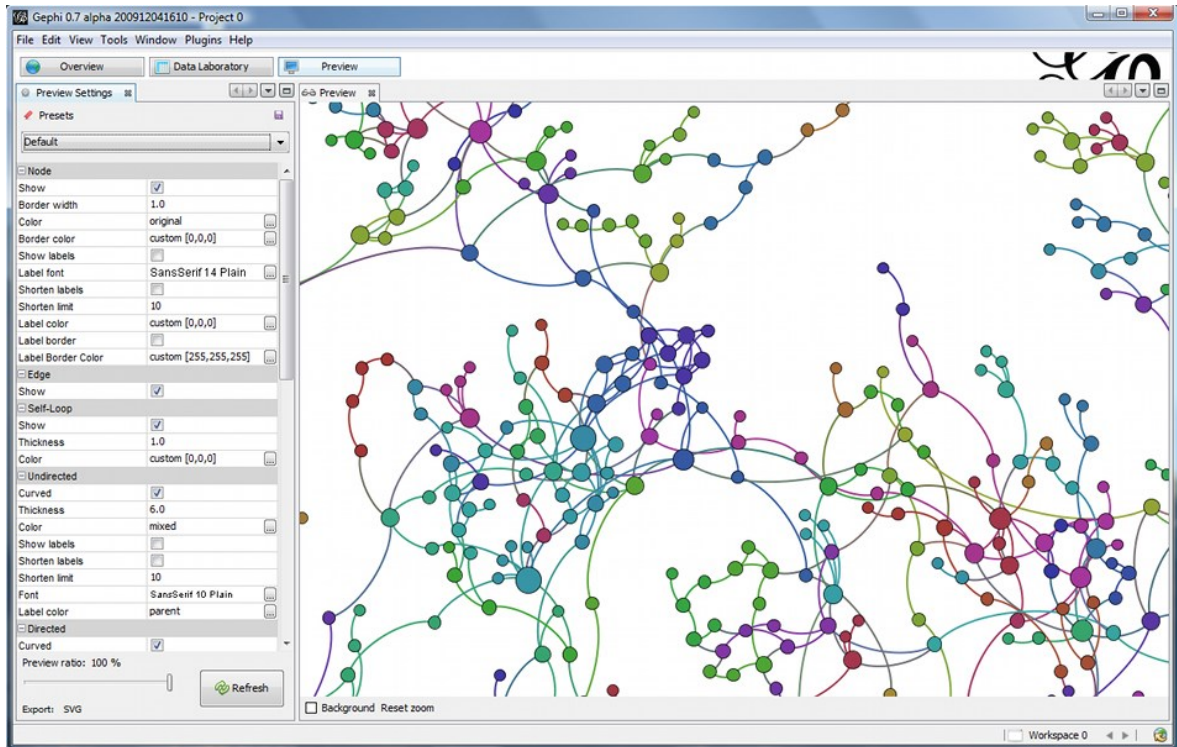 Gephi 0.7 alpha 200912041610 - Project 0
File Edit View Tools Window Plugins Help
Overview Data Laboratory Preview
Preview Settings
Presets
Default
Node
Show
Border width 1.0
Color original ...
Border color custom [0,0,0] ...
Show labels
Label font SansSerif 14 Plain ...
Shorten labels
Shorten limit 10
Label color custom [0,0,0] ...
Label border
Label Border Color custom [255,255,255] ...
Edge
Show
Self-Loop
Show
Thickness 1.0
Color custom [0,0,0] ...
Undirected
Curved
Thickness 6.0
Color mixed ...
Show labels
Shorten labels
Shorten limit 10
Font SansSerif 10 Plain ...
Label color parent ...
Directed
Curved
Preview ratio: 100 %
Refresh
Export: SVG
Preview
Background Reset zoom
Workspace 0